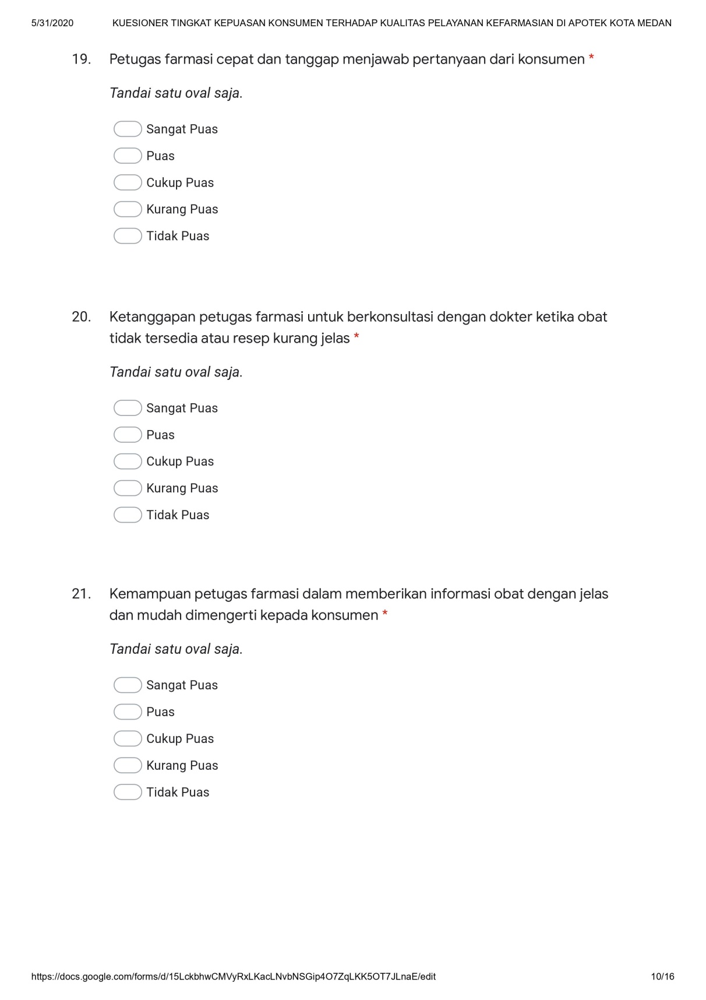 5/31/2020 KUESIONER TINGKAT KEPUASAN KONSUMEN TERHADAP KUALITAS PELAYANAN KEFARMASIAN DI APOTEK KOTA MEDAN
19. Petugas farmasi cepat dan tanggap menjawab pertanyaan dari konsumen *
Tandai satu oval saja.
Sangat Puas
Puas
Cukup Puas
Kurang Puas
Tidak Puas
20. Ketanggapan petugas farmasi untuk berkonsultasi dengan dokter ketika obat
tidak tersedia atau resep kurang jelas *
Tandai satu oval saja.
Sangat Puas
Puas
Cukup Puas
Kurang Puas
Tidak Puas
21. Kemampuan petugas farmasi dalam memberikan informasi obat dengan jelas
dan mudah dimengerti kepada konsumen *
Tandai satu oval saja.
Sangat Puas
Puas
Cukup Puas
Kurang Puas
Tidak Puas
https://docs.google.com/forms/d/15LckbhwCMVyRxLKacLNvbNSGip4O7ZqLKK5OT7JLnaE/edit 10/16